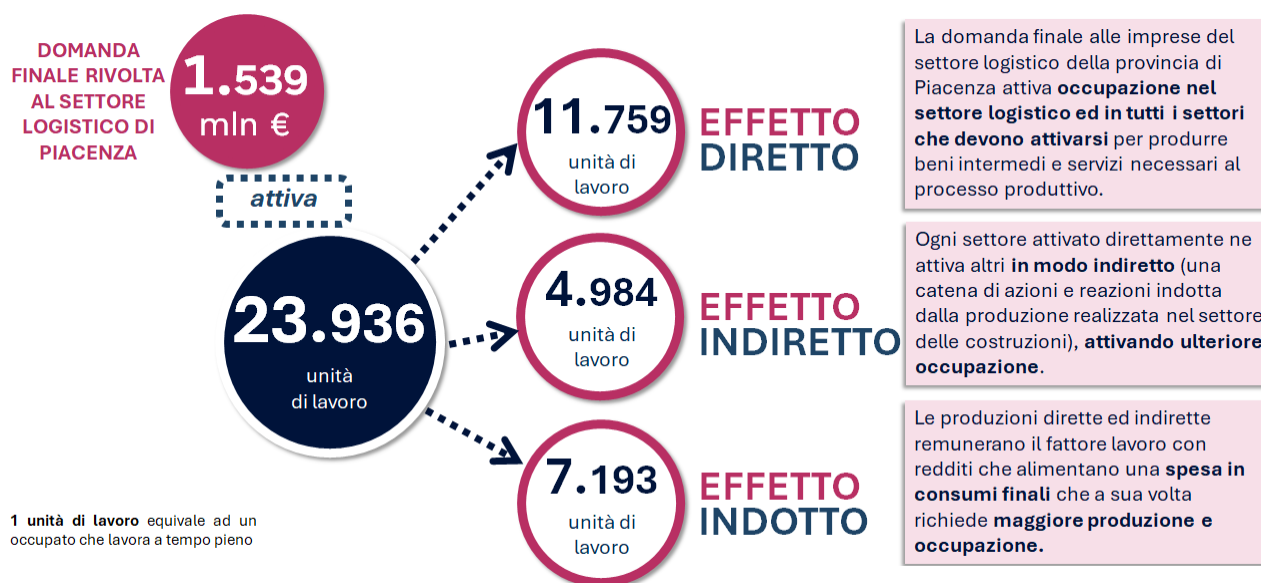 DOMANDA
FINALE RIVOLTA
AL SETTORE
LOGISTICO DI
PIACENZA
1.539
mln €
attiva
23.936
unità
di lavoro
1 unità di lavoro equivale ad un
occupato che lavora a tempo pieno
11.759
unità di
lavoro
EFFETTO
DIRETTO
La domanda finale alle imprese del
settore logistico della provincia di
Piacenza attiva occupazione nel
settore logistico ed in tutti i settori
che devono attivarsi per produrre
beni intermedi e servizi necessari al
processo produttivo.
4.984
unità di
lavoro
EFFETTO
INDIRETTO
Ogni settore attivato direttamente ne
attiva altri in modo indiretto (una
catena di azioni e reazioni indotta
dalla produzione realizzata nel settore
delle costruzioni), attivando ulteriore
occupazione.
7.193
unità di
lavoro
EFFETTO
INDOTTO
Le produzioni dirette ed indirette
remunerano il fattore lavoro con
redditi che alimentano una spesa in
consumi finali che a sua volta
richiede maggiore produzione e
occupazione.